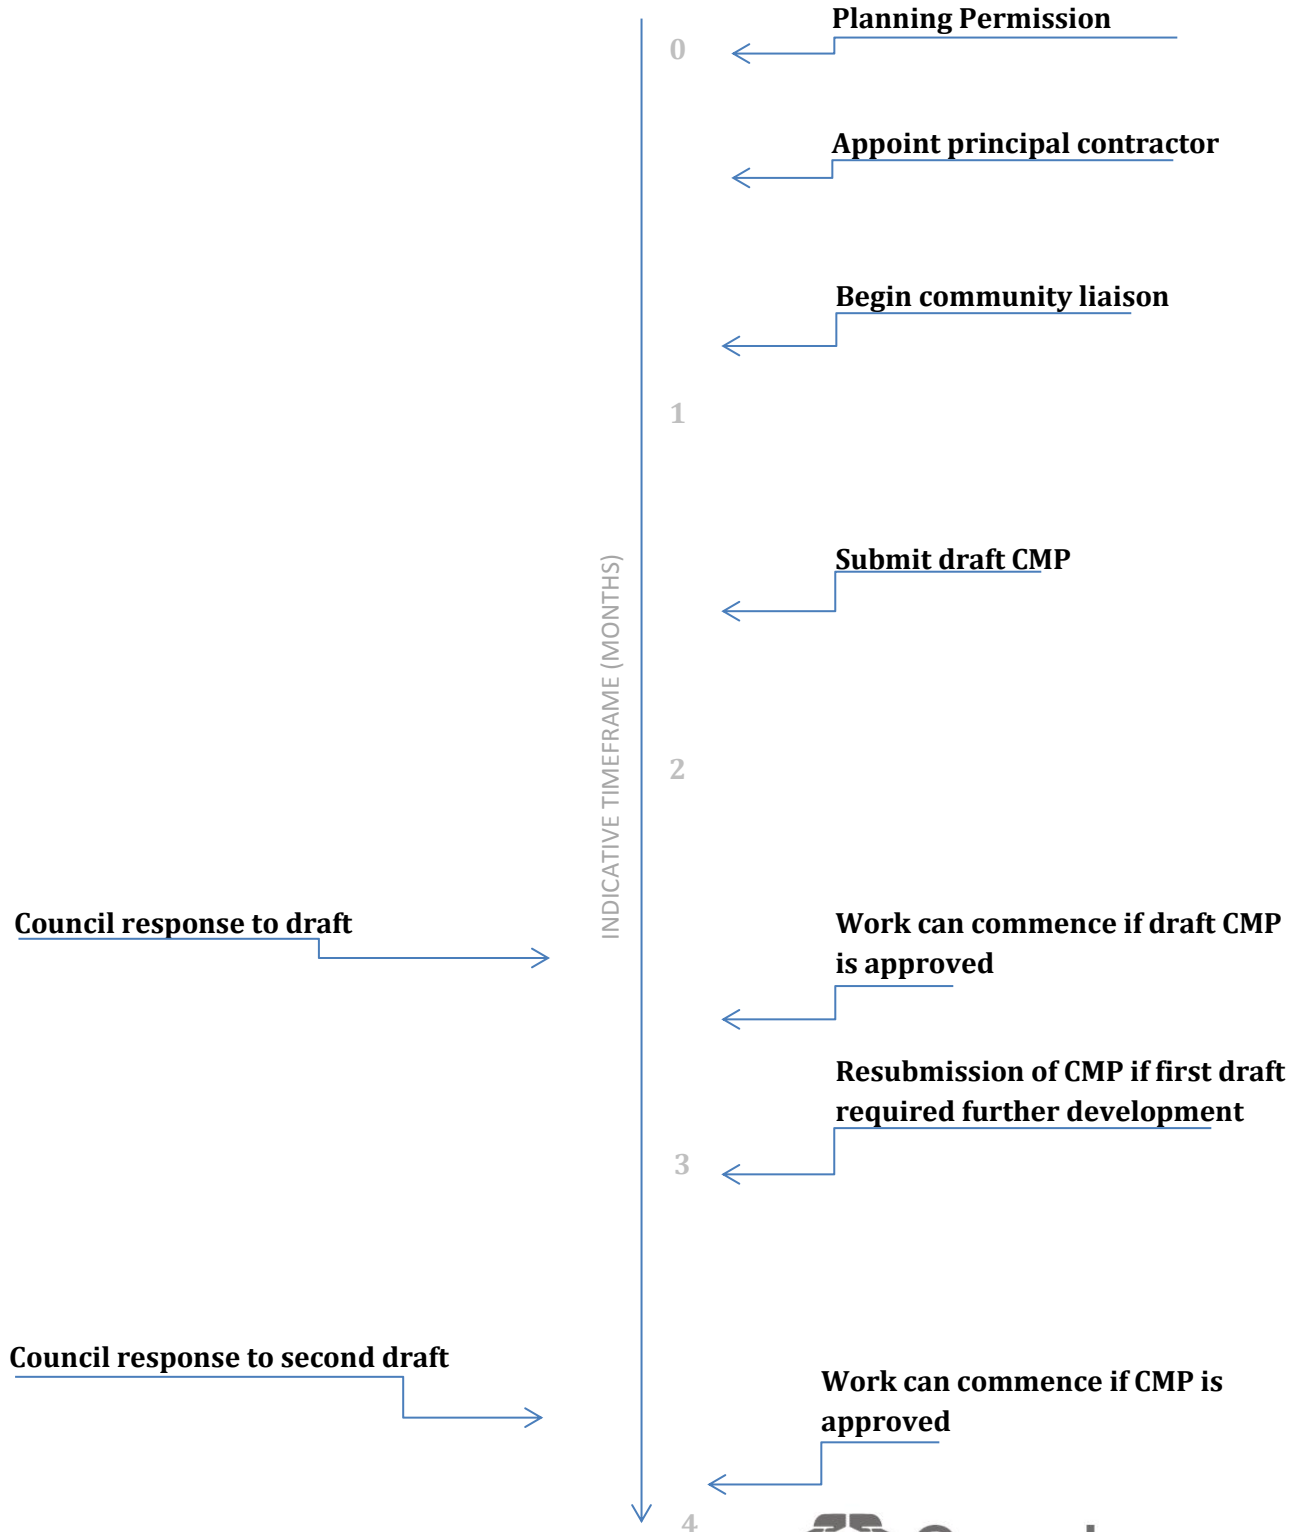 Planning Permission
0
Appoint principal contractor
Begin community liaison
1
Submit draft CMP
INDICATIVE TIMEFRAME (MONTHS)
2
Council response to draft
Work can commence if draft CMP
is approved
Resubmission of CMP if first draft
required further development
3
Council response to second draft
Work can commence if CMP is
approved
4